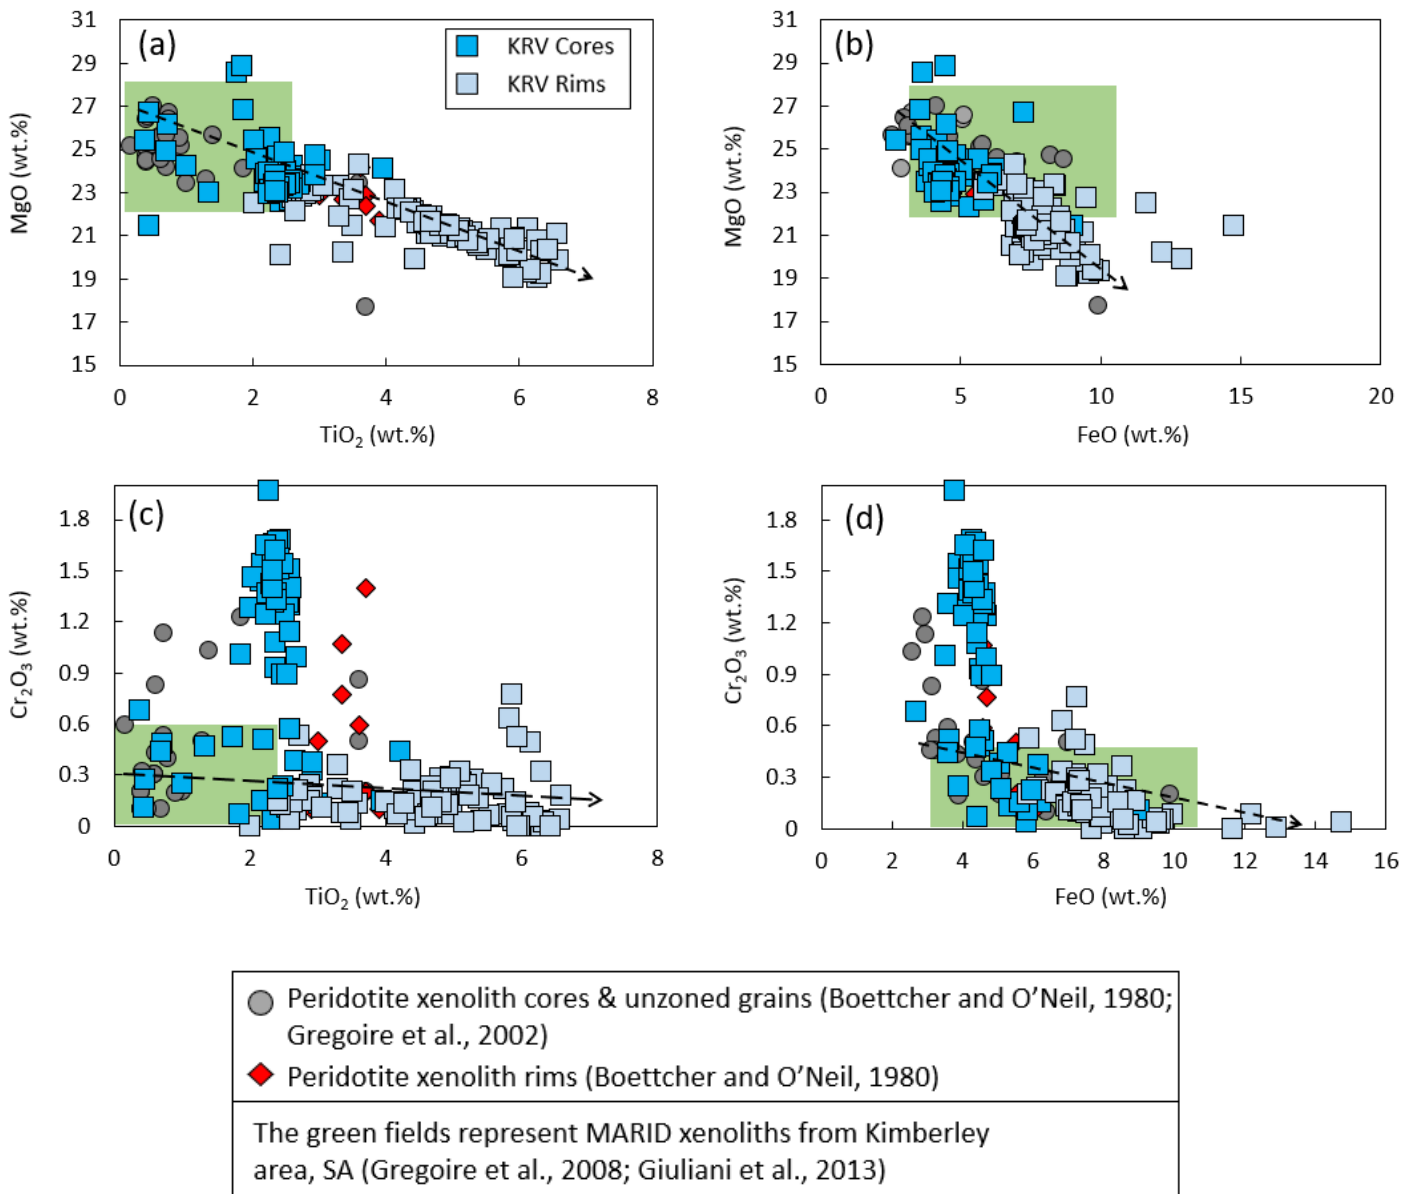 (a)
KRV Cores
KRV Rims
31
29
27
25
23
21
19
17
15
MgO (wt.%)
0 2 4 6 8
TiO₂ (wt.%)
(b)
31
29
27
25
23
21
19
17
15
MgO (wt.%)
0 5 10 15 20
FeO (wt.%)
(c)
1.8
1.5
1.2
0.9
0.6
0.3
0
Cr₂O₃ (wt.%)
0 2 4 6 8
TiO₂ (wt.%)
(d)
1.8
1.5
1.2
0.9
0.6
0.3
0
Cr₂O₃ (wt.%)
0 2 4 6 8 10 12 14 16
FeO (wt.%)
Peridotite xenolith cores & unzoned grains (Boettcher and O'Neil, 1980;
Gregoire et al., 2002)
Peridotite xenolith rims (Boettcher and O'Neil, 1980)
The green fields represent MARID xenoliths from Kimberley
area, SA (Gregoire et al., 2008; Giuliani et al., 2013)